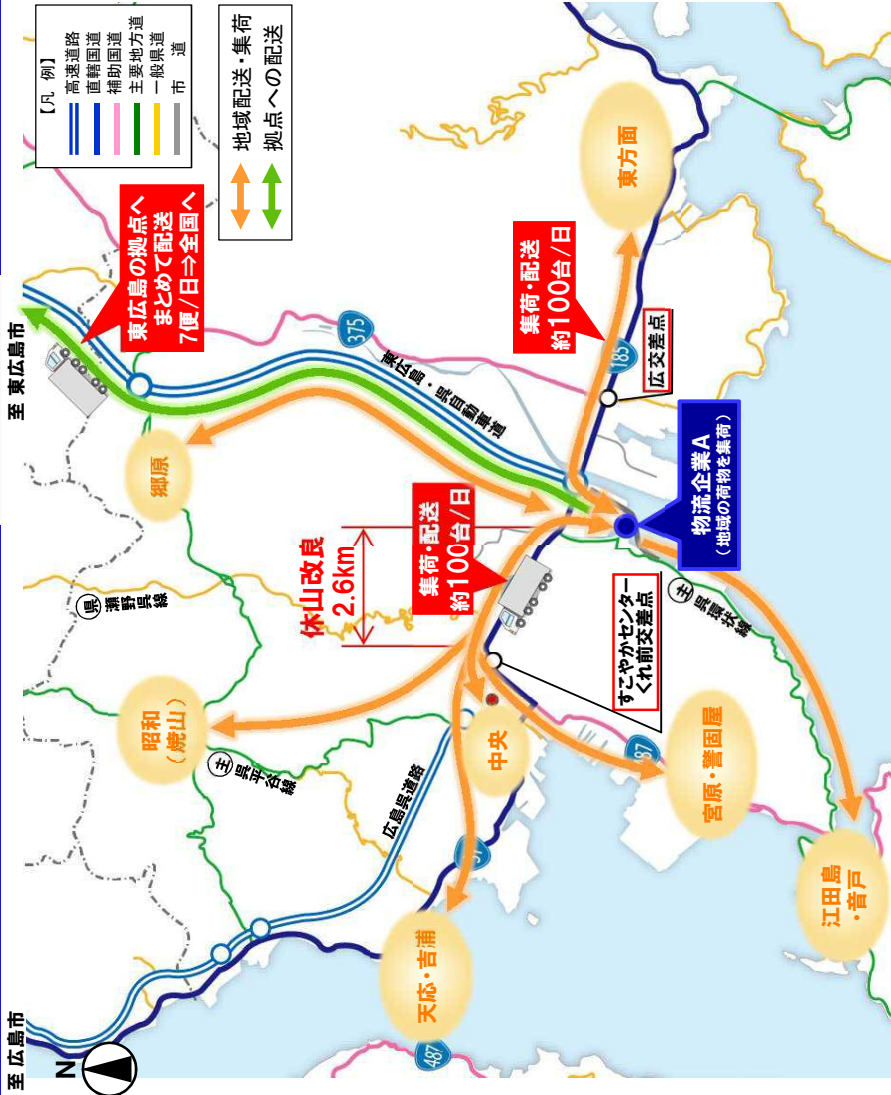 【凡 例】
高速道路
直轄国道
補助国道
主要地方道
一般県道
市 道
地域配送・集荷
拠点への配送
至 広島市
至 東広島市
N
東広島の拠点へ
まとめて配送
7便/日⇒全国へ
375
東広島・呉自動車道
郷原
県
瀬野呉線
昭和
（焼山）
主
呉平谷線
休山改良
2.6km
集荷・配送
約100台/日
集荷・配送
約100台/日
東方面
185
広交差点
物流企業A
（地域の荷物を集荷）
すこやかセンター
くれ前交差点
主
呉環状線
中央
広島呉道路
天応・吉浦
487
宮原・警固屋
江田島
・音戸